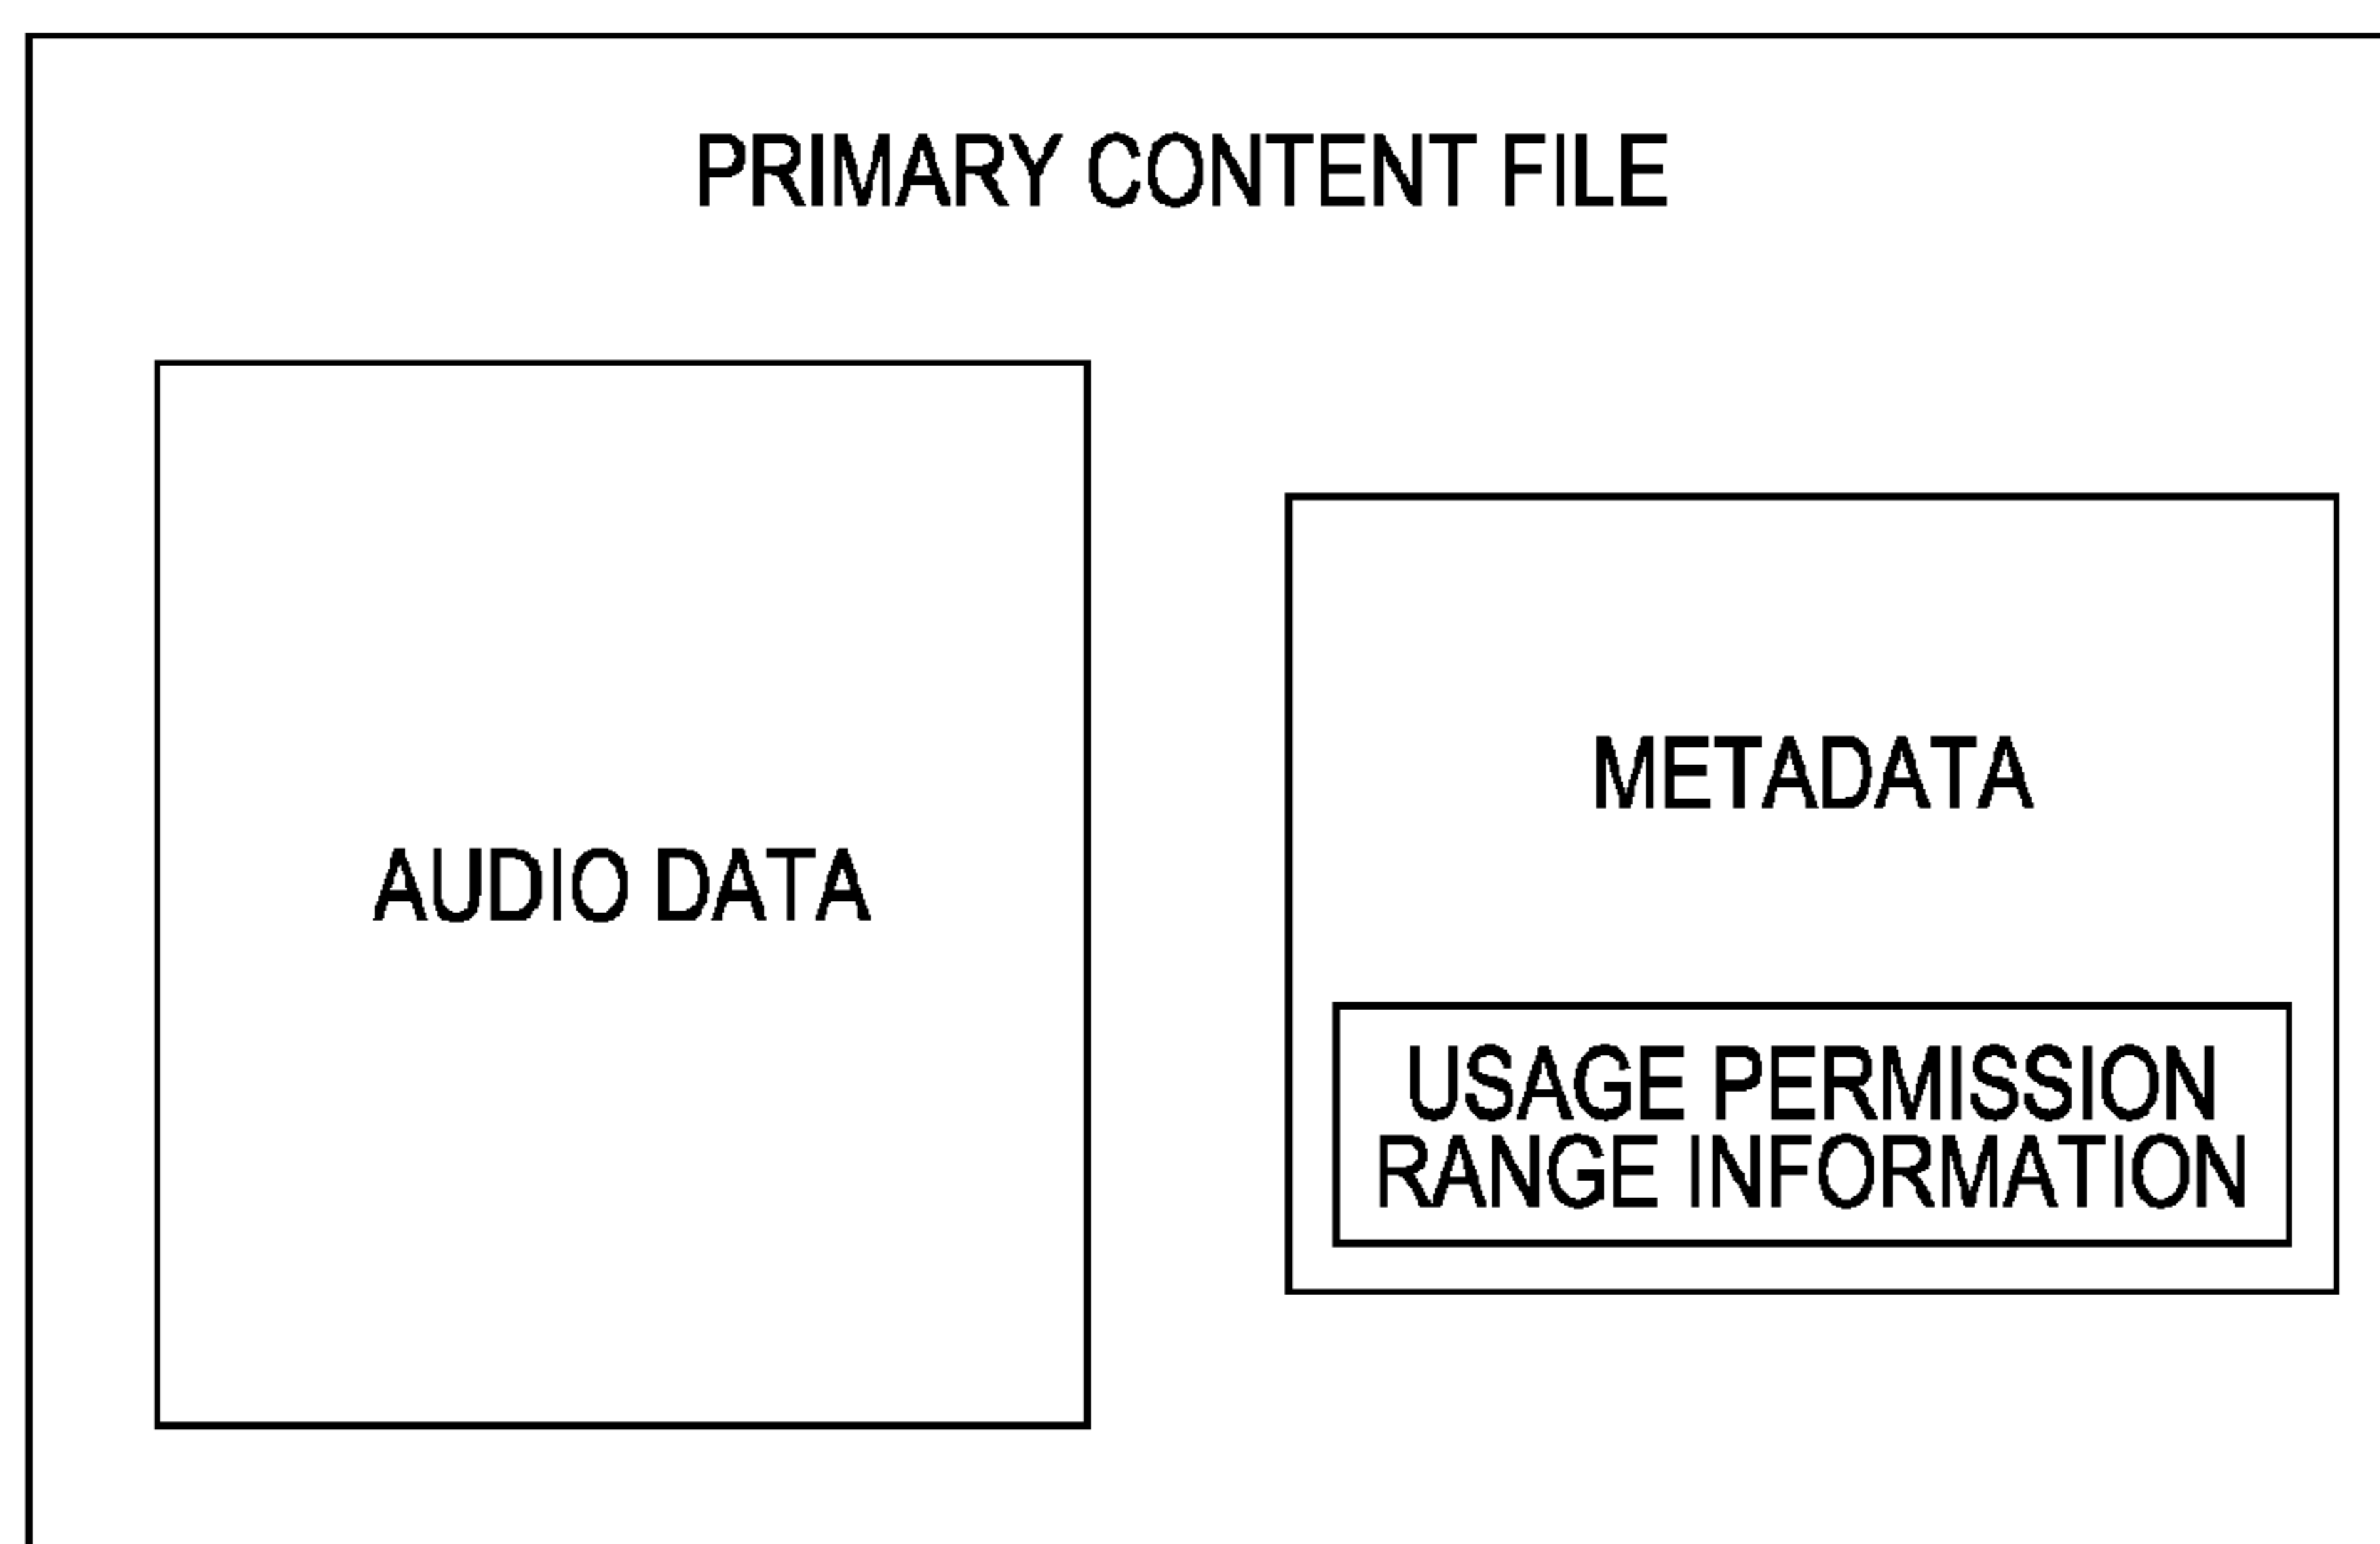 PRIMARY CONTENT FILE
AUDIO DATA
METADATA
USAGE PERMISSION
RANGE INFORMATION